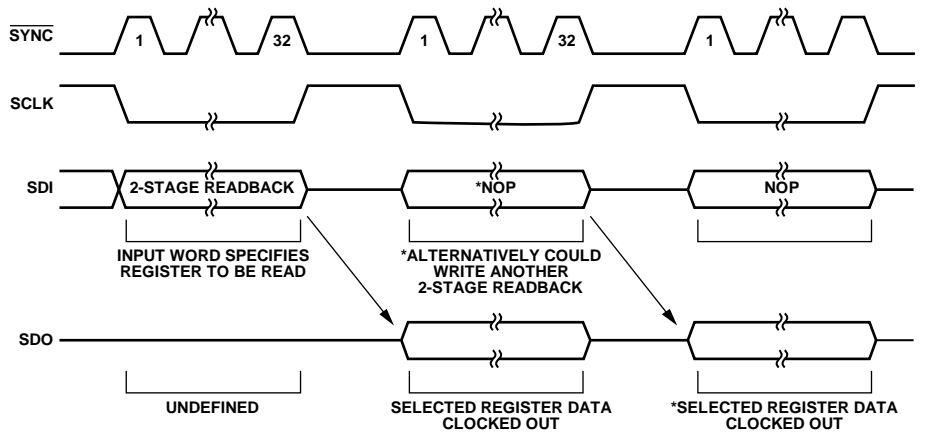 SYNC
1
32
1
32
1
SCLK
SDI
2-STAGE READBACK
*NOP
NOP
INPUT WORD SPECIFIES
REGISTER TO BE READ
*ALTERNATIVELY COULD
WRITE ANOTHER
2-STAGE READBACK
SDO
UNDEFINED
SELECTED REGISTER DATA
CLOCKED OUT
*SELECTED REGISTER DATA
CLOCKED OUT